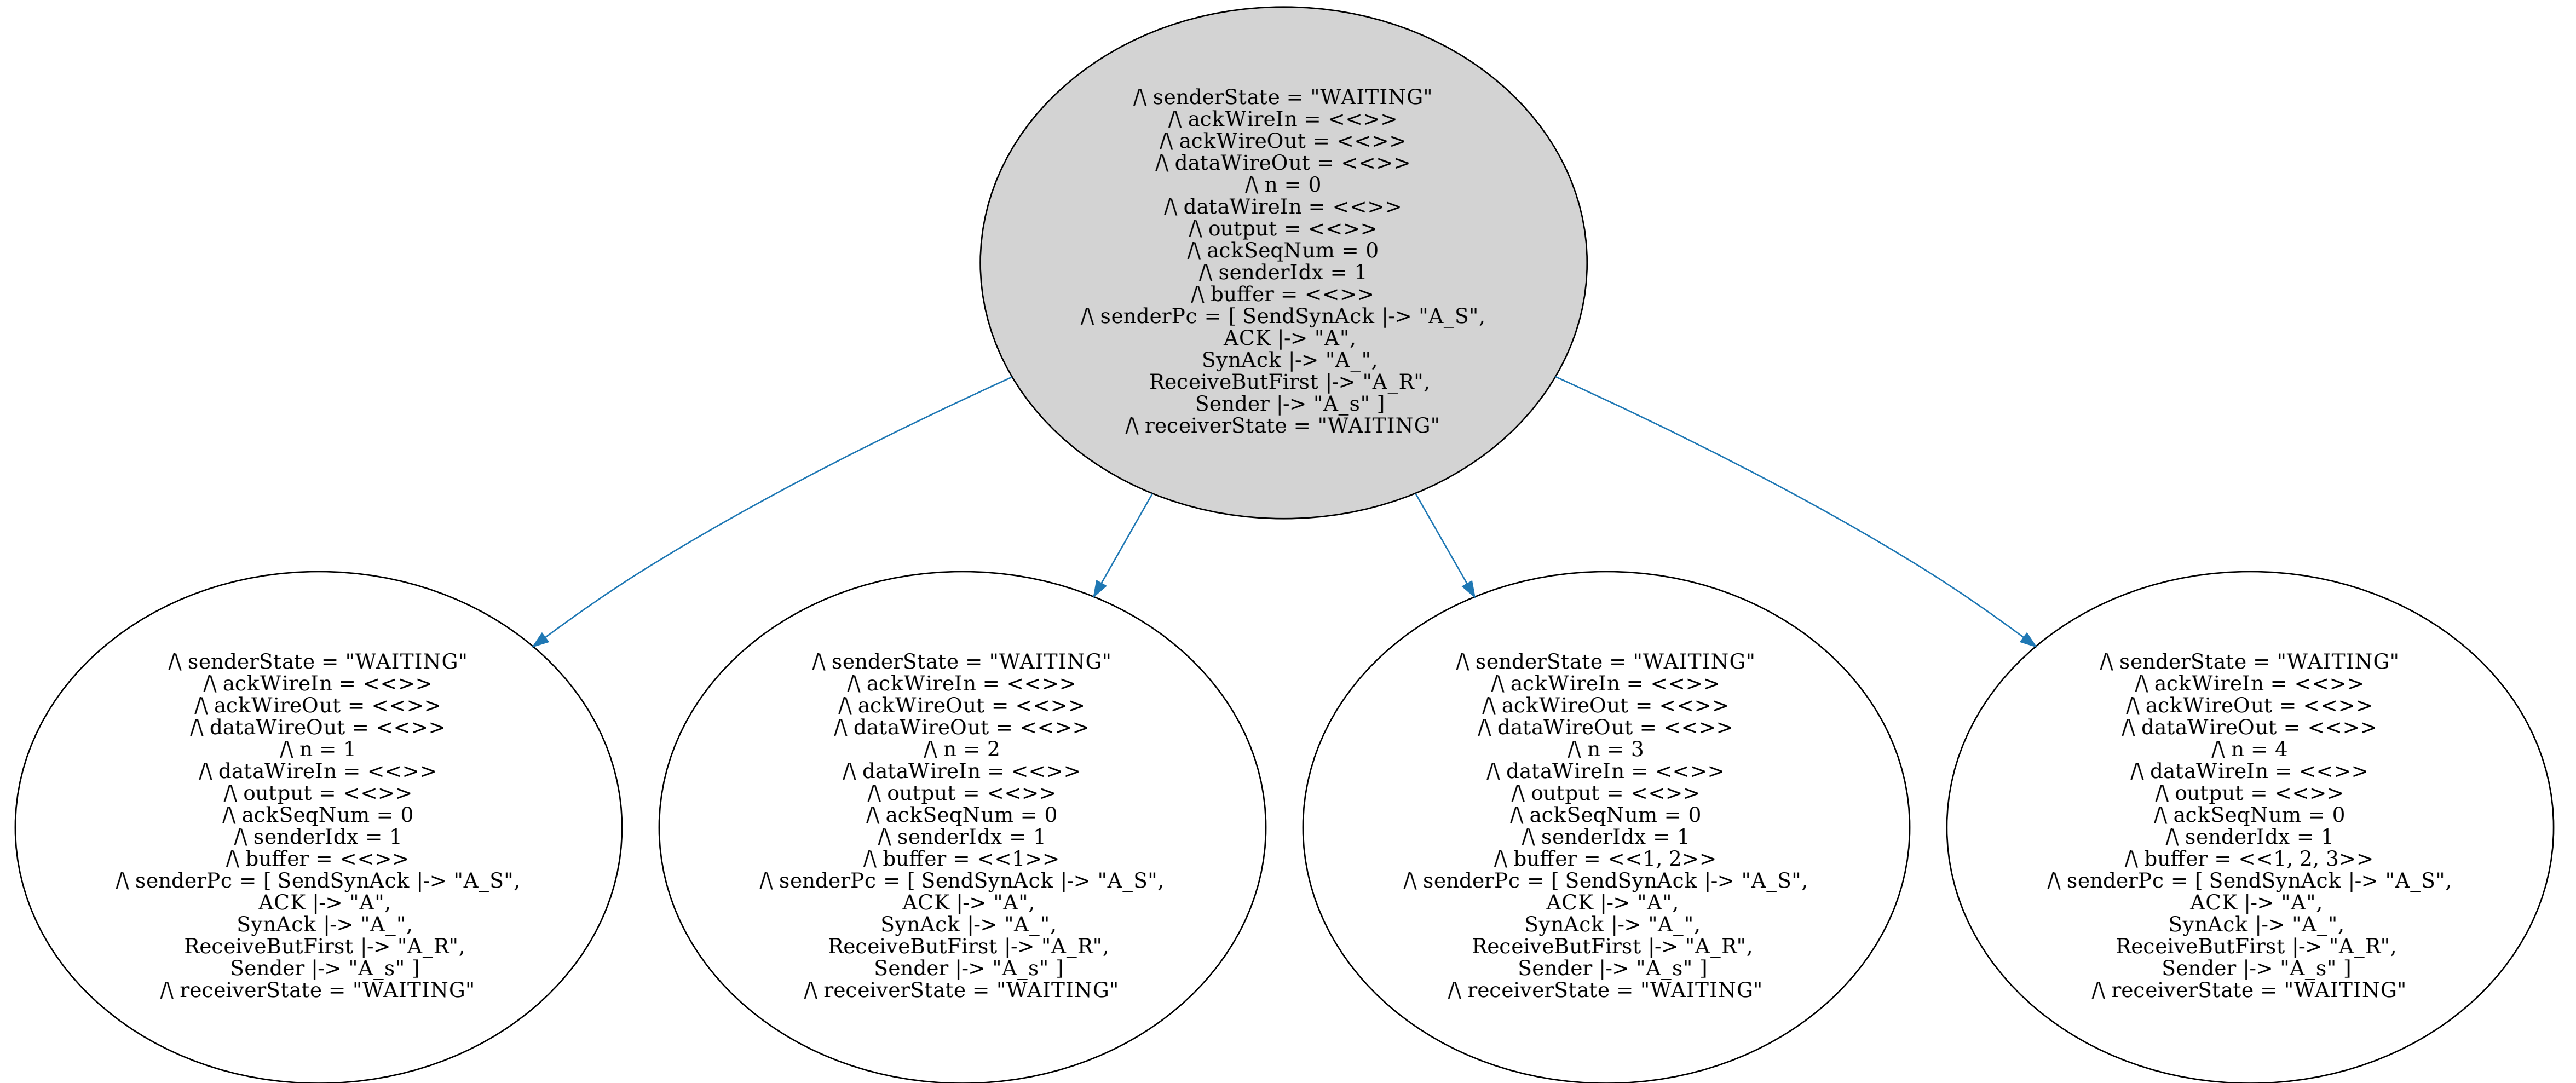 /\ senderState = "WAITING"
/\ ackWireIn = <<>>
/\ ackWireOut = <<>>
/\ dataWireOut = <<>>
/\ n = 0
/\ dataWireIn = <<>>
/\ output = <<>>
/\ ackSeqNum = 0
/\ senderIdx = 1
/\ buffer = <<>>
/\ senderPc = [ SendSynAck |-> "A_S",
ACK |-> "A",
SynAck |-> "A_",
ReceiveButFirst |-> "A_R",
Sender |-> "A_s" ]
/\ receiverState = "WAITING"
/\ senderState = "WAITING"
/\ ackWireIn = <<>>
/\ ackWireOut = <<>>
/\ dataWireOut = <<>>
/\ n = 1
/\ dataWireIn = <<>>
/\ output = <<>>
/\ ackSeqNum = 0
/\ senderIdx = 1
/\ buffer = <<>>
/\ senderPc = [ SendSynAck |-> "A_S",
ACK |-> "A",
SynAck |-> "A_",
ReceiveButFirst |-> "A_R",
Sender |-> "A_s" ]
/\ receiverState = "WAITING"
/\ senderState = "WAITING"
/\ ackWireIn = <<>>
/\ ackWireOut = <<>>
/\ dataWireOut = <<>>
/\ n = 2
/\ dataWireIn = <<>>
/\ output = <<>>
/\ ackSeqNum = 0
/\ senderIdx = 1
/\ buffer = <<1>>
/\ senderPc = [ SendSynAck |-> "A_S",
ACK |-> "A",
SynAck |-> "A_",
ReceiveButFirst |-> "A_R",
Sender |-> "A_s" ]
/\ receiverState = "WAITING"
/\ senderState = "WAITING"
/\ ackWireIn = <<>>
/\ ackWireOut = <<>>
/\ dataWireOut = <<>>
/\ n = 3
/\ dataWireIn = <<>>
/\ output = <<>>
/\ ackSeqNum = 0
/\ senderIdx = 1
/\ buffer = <<1, 2>>
/\ senderPc = [ SendSynAck |-> "A_S",
ACK |-> "A",
SynAck |-> "A_",
ReceiveButFirst |-> "A_R",
Sender |-> "A_s" ]
/\ receiverState = "WAITING"
/\ senderState = "WAITING"
/\ ackWireIn = <<>>
/\ ackWireOut = <<>>
/\ dataWireOut = <<>>
/\ n = 4
/\ dataWireIn = <<>>
/\ output = <<>>
/\ ackSeqNum = 0
/\ senderIdx = 1
/\ buffer = <<1, 2, 3>>
/\ senderPc = [ SendSynAck |-> "A_S",
ACK |-> "A",
SynAck |-> "A_",
ReceiveButFirst |-> "A_R",
Sender |-> "A_s" ]
/\ receiverState = "WAITING"